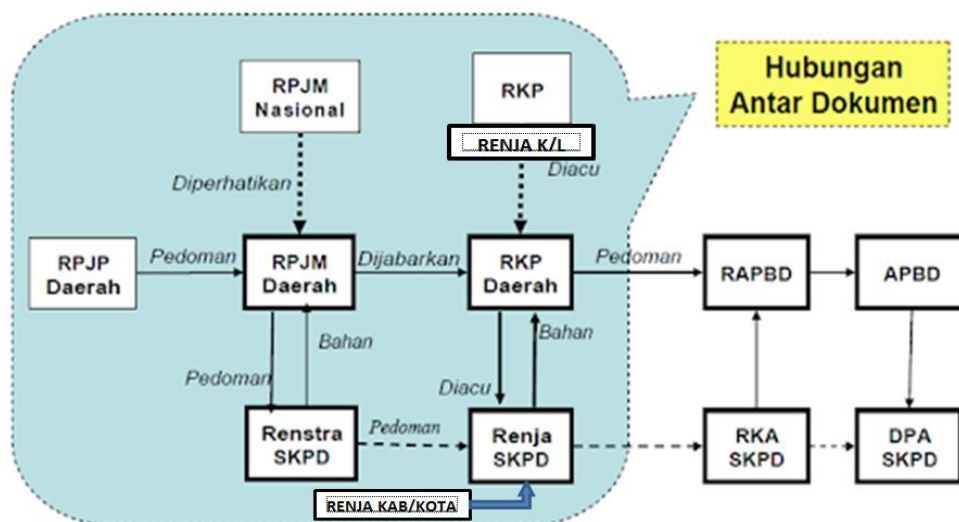 Hubungan
Antar Dokumen
RPJM
Nasional
RKP
RENJA K/L
Diperhatikan
Diacu
RPJP
Daerah
Pedoman
RPJM
Daerah
Dijabarkan
RKP
Daerah
Pedoman
RAPBD
APBD
Pedoman
Bahan
Diacu
Bahan
Renstra
SKPD
Pedoman
Renja
SKPD
RKA
SKPD
DPA
SKPD
RENJA KAB/KOTA